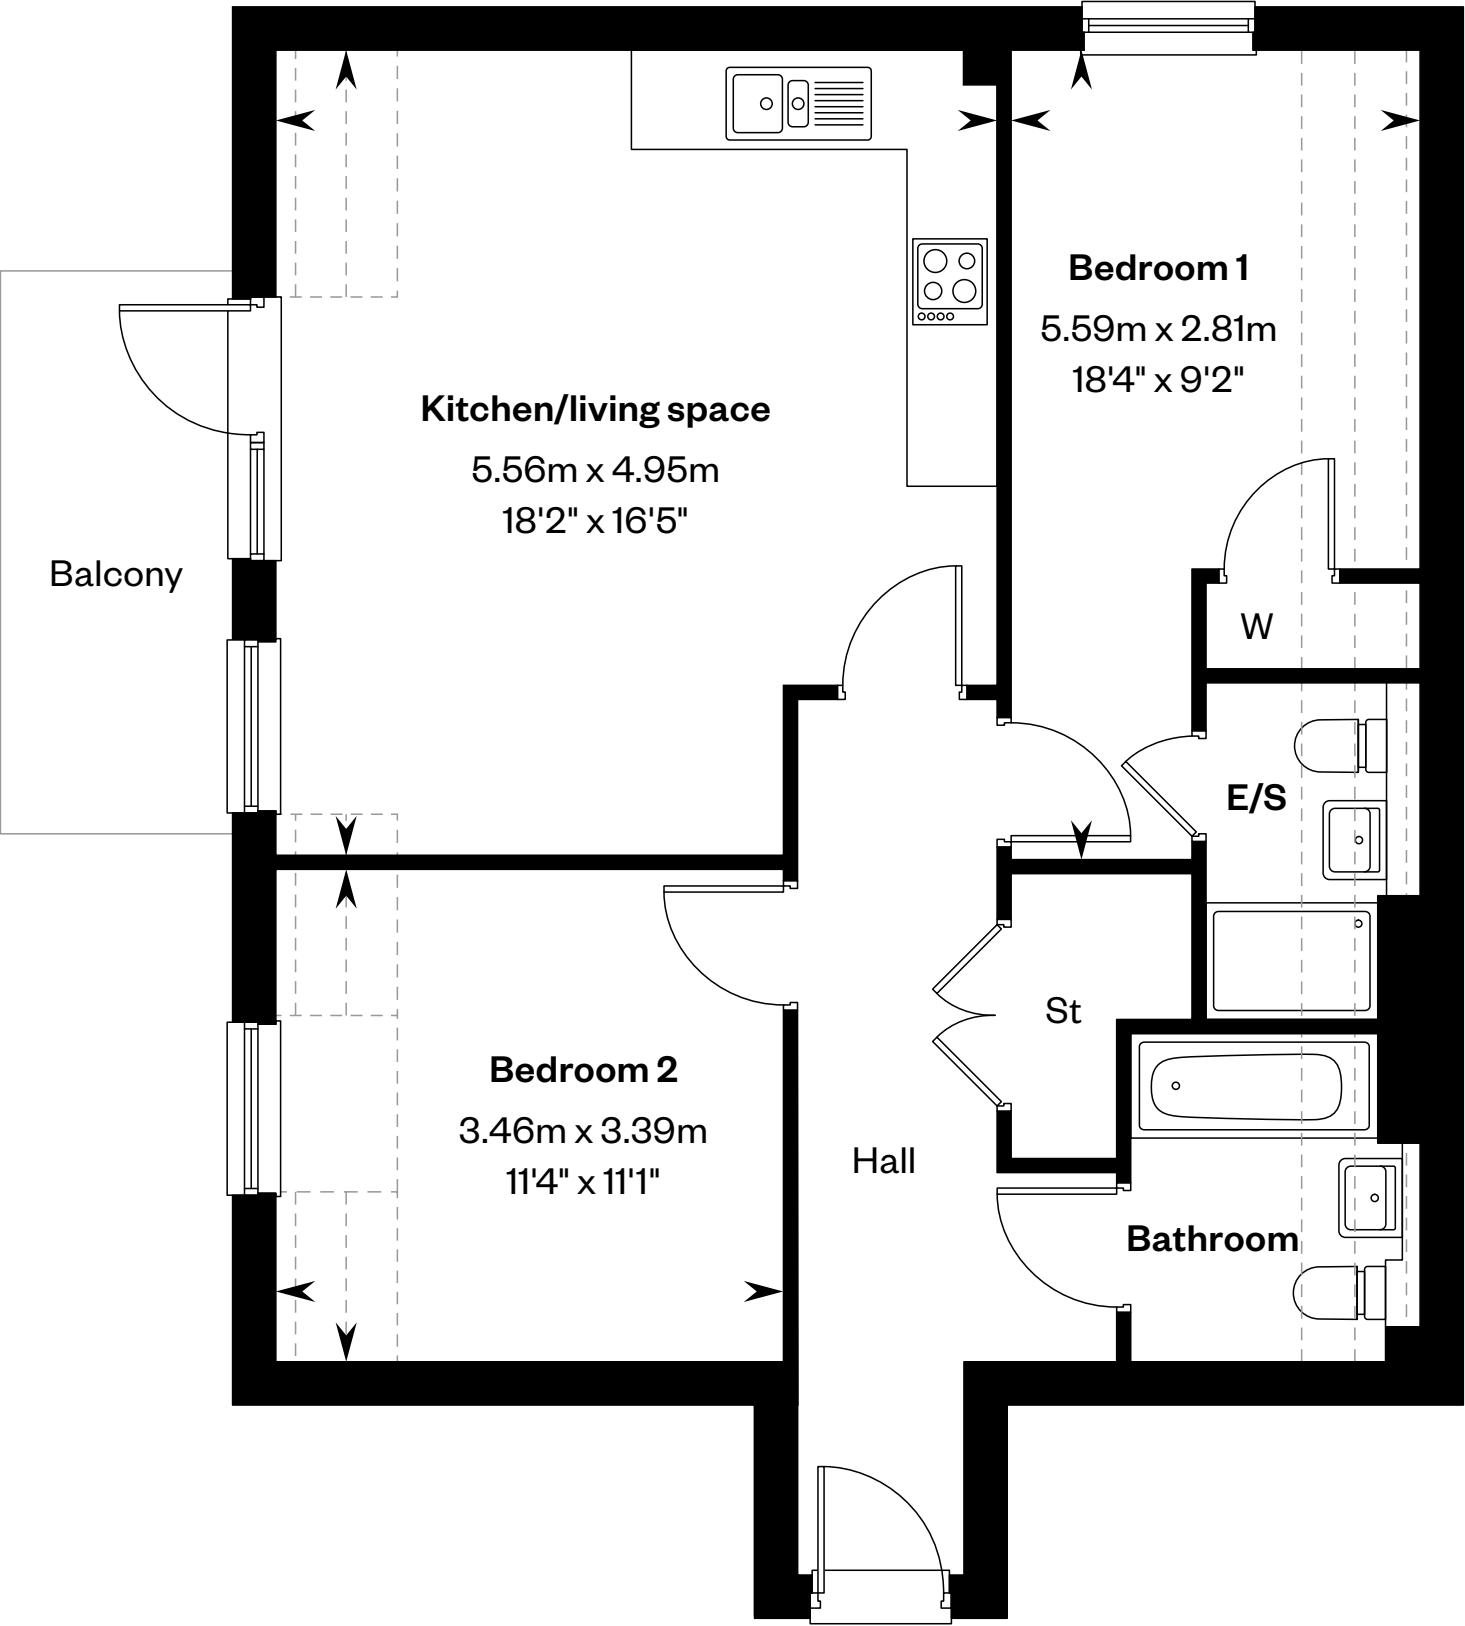 Bedroom 1
5.59m x 2.81m
18'4" x 9'2"
Kitchen/living space
5.56m x 4.95m
18'2" x 16'5"
Balcony
W
E/S
St
Bedroom 2
3.46m x 3.39m
11'4" x 11'1"
Hall
Bathroom